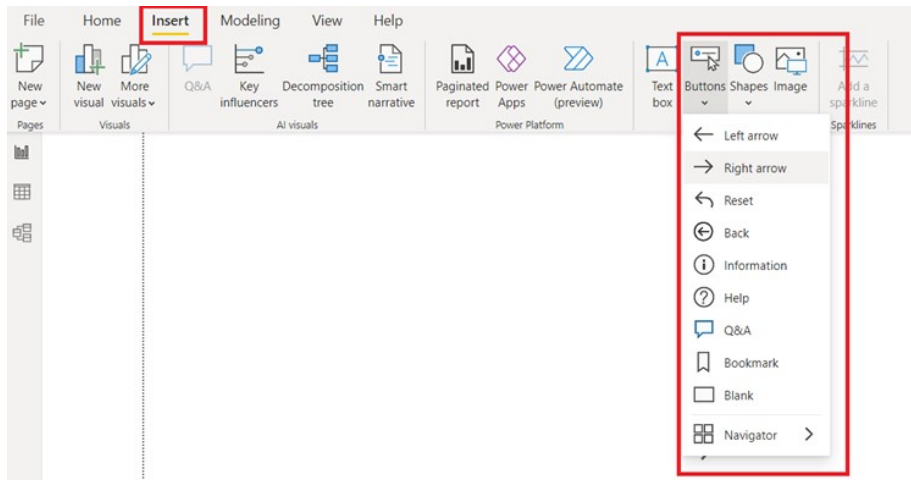 File Home Insert Modeling View Help
New page
New visual
More visuals
Q&A
Key influencers
Decomposition tree
Smart narrative
Paginated report
Power Apps
Power Automate (preview)
A
Text box
Buttons
Shapes
Image
Add a sparkline
Pages
Visuals
AI visuals
Power Platform
Sparklines
Left arrow
Right arrow
Reset
Back
Information
Help
Q&A
Bookmark
Blank
Navigator